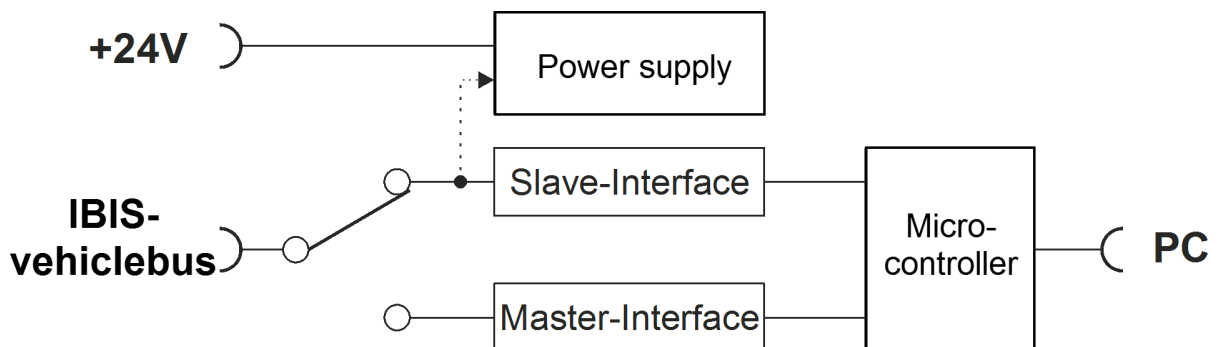 +24V
Power supply
Slave-Interface
IBIS-
vehiclebus
Micro-
controller
PC
Master-Interface